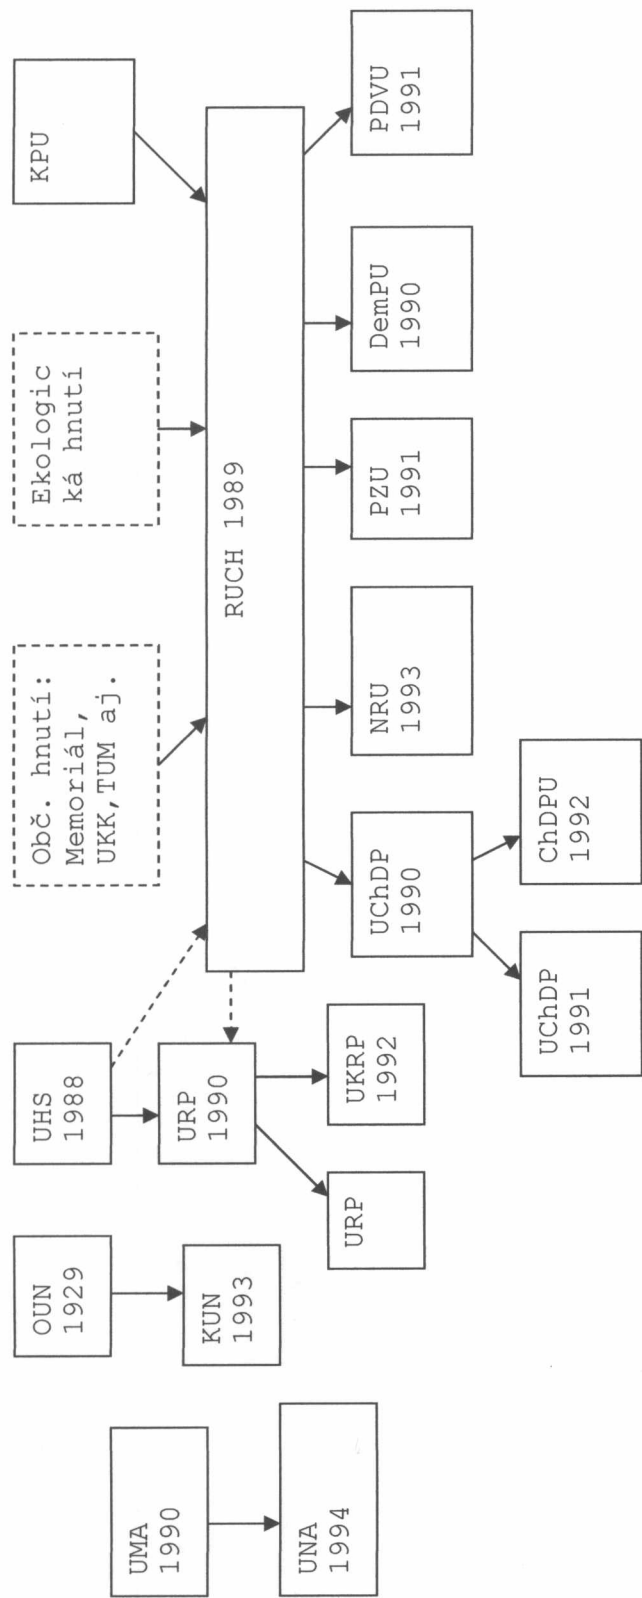 UMA
1990
UNA
1994
OUN
1929
KUN
1993
UHS
1988
URP
1990
URP
UKRP
1992
Obč. hnutí:
Memoriál,
UKK,TUM aj.
Ekologic
ká hnutí
KPU
RUCH 1989
UChDP
1990
NRU
1993
PZU
1991
DemPU
1990
PDVU
1991
UChDP
1991
ChDPU
1992